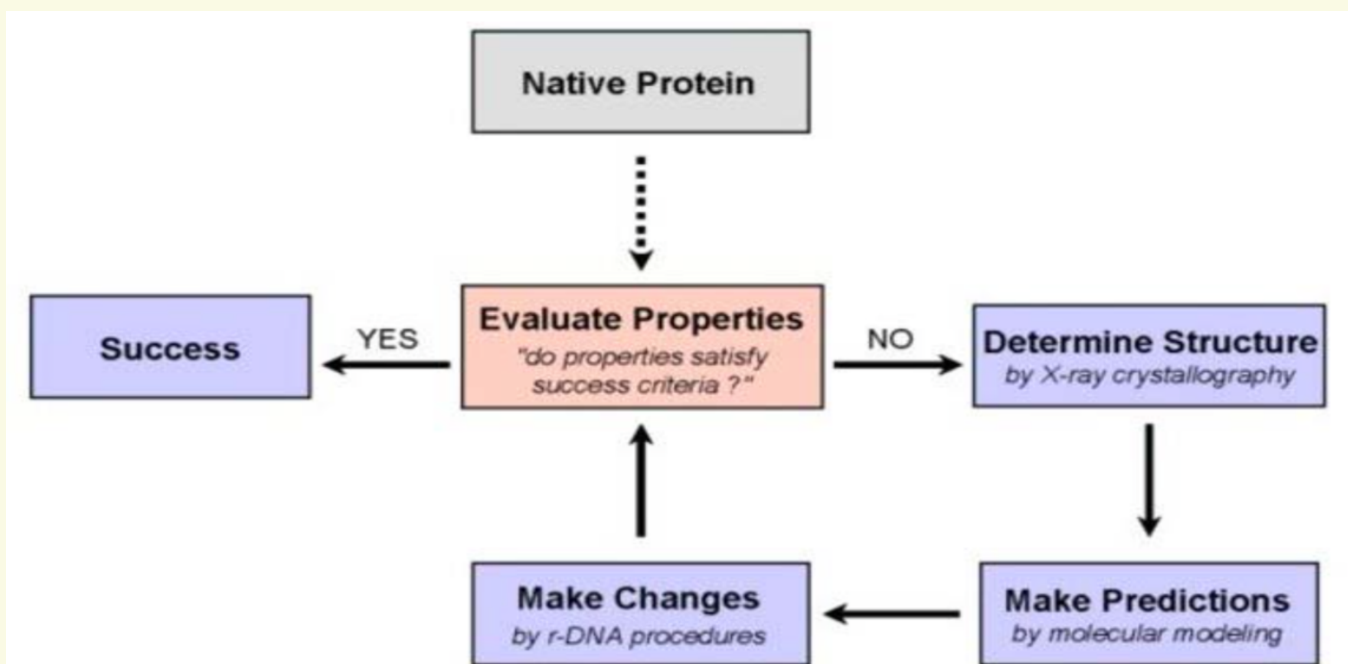 Native Protein
Success
YES
Evaluate Properties
"do properties satisfy
success criteria ?"
NO
Determine Structure
by X-ray crystallography
Make Changes
by r-DNA procedures
Make Predictions
by molecular modeling